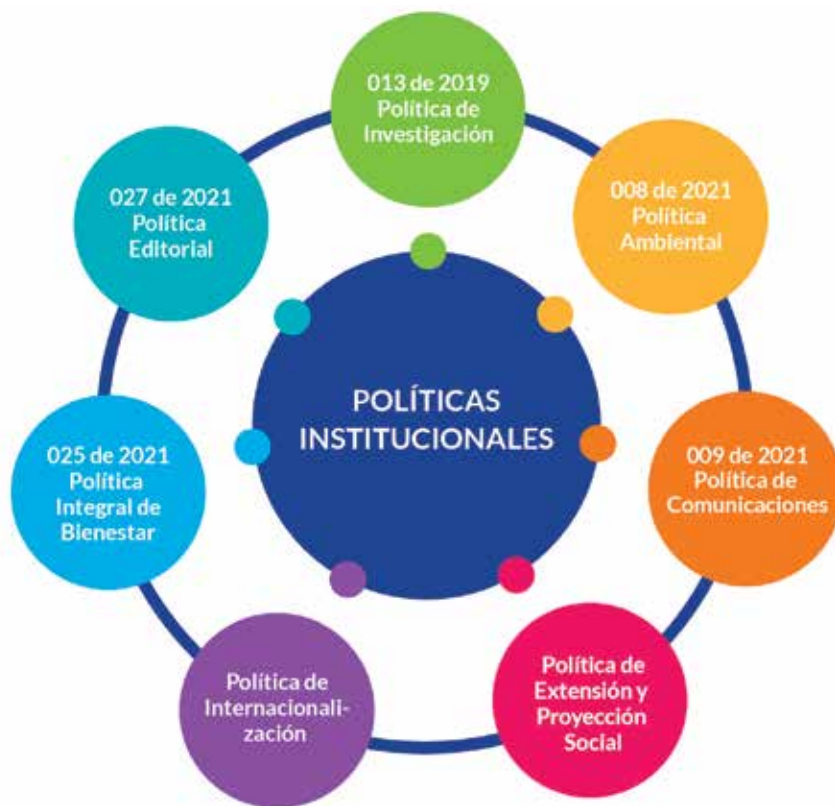 013 de 2019
Política de
Investigación
008 de 2021
Política
Ambiental
009 de 2021
Política de
Comunicaciones
Política de
Extensión y
Proyección
Social
Política de
Internacionali-
zación
025 de 2021
Política
Integral de
Bienestar
027 de 2021
Política
Editorial
POLÍTICAS
INSTITUCIONALES